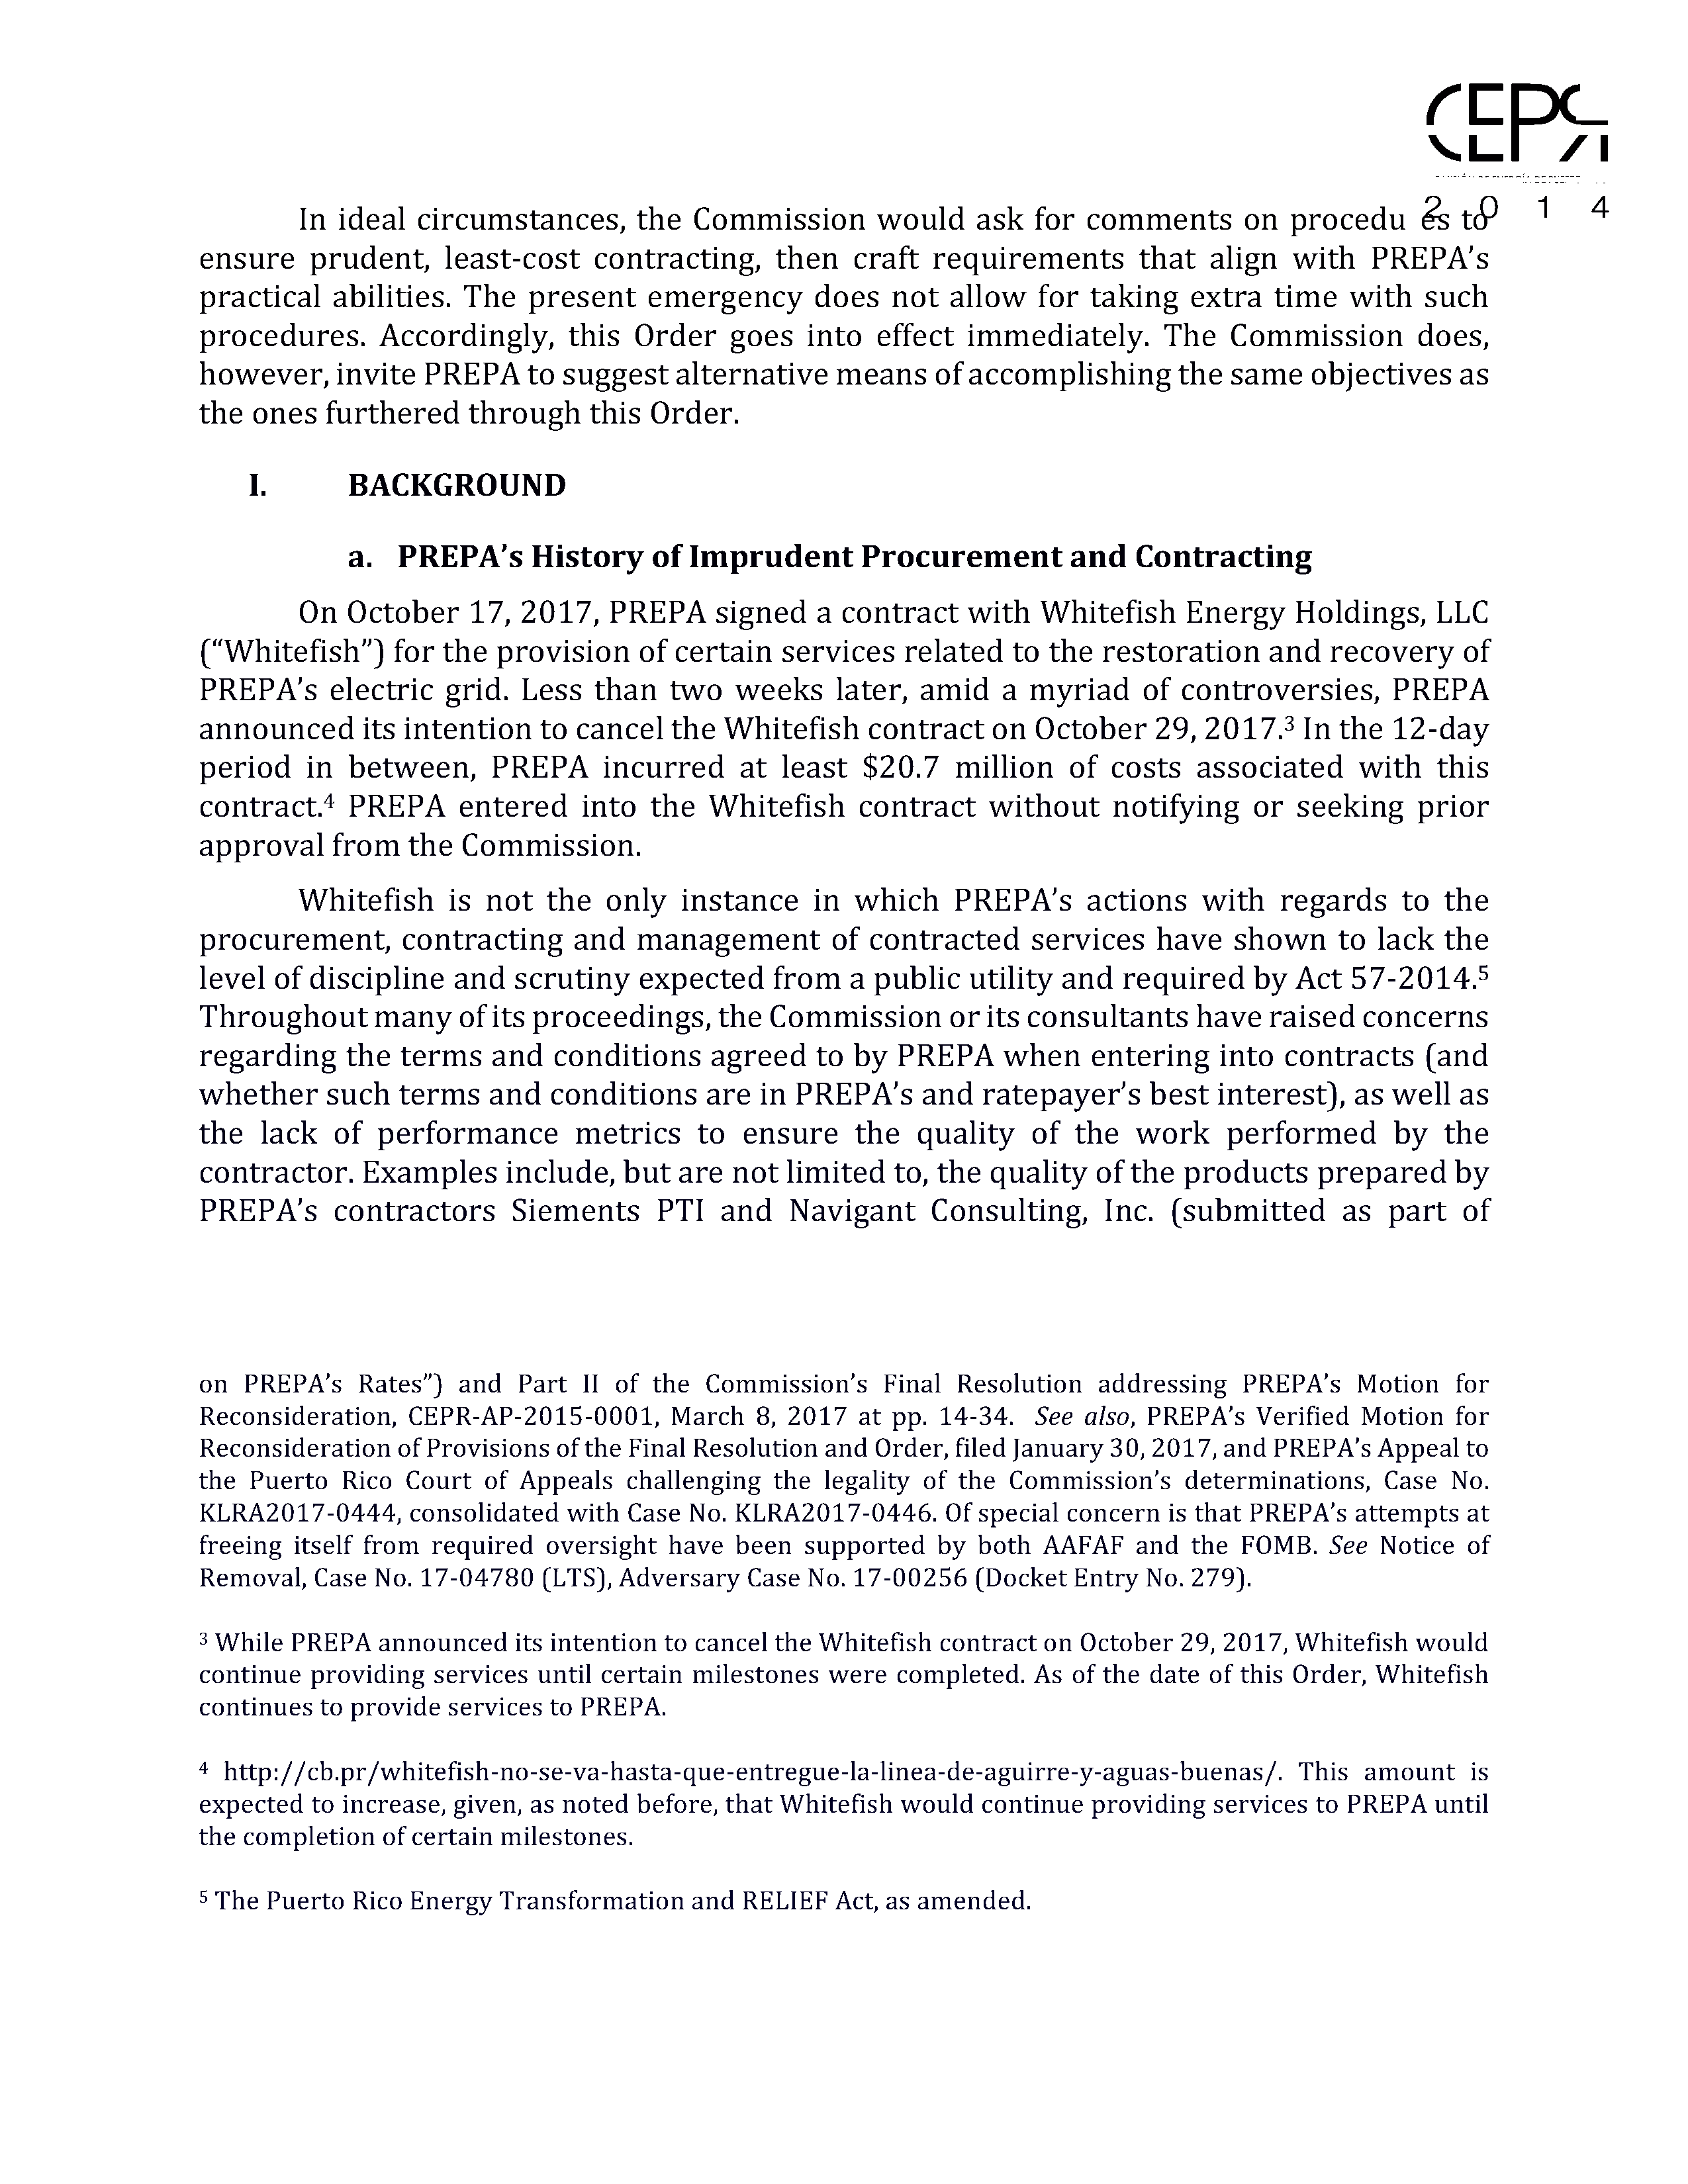 CEPR
2 0 1 4
In ideal circumstances, the Commission would ask for comments on procedu es to
ensure prudent, least-cost contracting, then craft requirements that align with PREPA’s
practical abilities. The present emergency does not allow for taking extra time with such
procedures. Accordingly, this Order goes into effect immediately. The Commission does,
however, invite PREPA to suggest alternative means of accomplishing the same objectives as
the ones furthered through this Order.
I. BACKGROUND
a. PREPA’s History of Imprudent Procurement and Contracting
On October 17, 2017, PREPA signed a contract with Whitefish Energy Holdings, LLC
(“Whitefish”) for the provision of certain services related to the restoration and recovery of
PREPA’s electric grid. Less than two weeks later, amid a myriad of controversies, PREPA
announced its intention to cancel the Whitefish contract on October 29, 2017.³ In the 12-day
period in between, PREPA incurred at least $20.7 million of costs associated with this
contract.⁴ PREPA entered into the Whitefish contract without notifying or seeking prior
approval from the Commission.
Whitefish is not the only instance in which PREPA’s actions with regards to the
procurement, contracting and management of contracted services have shown to lack the
level of discipline and scrutiny expected from a public utility and required by Act 57-2014.⁵
Throughout many of its proceedings, the Commission or its consultants have raised concerns
regarding the terms and conditions agreed to by PREPA when entering into contracts (and
whether such terms and conditions are in PREPA’s and ratepayer’s best interest), as well as
the lack of performance metrics to ensure the quality of the work performed by the
contractor. Examples include, but are not limited to, the quality of the products prepared by
PREPA’s contractors Siements PTI and Navigant Consulting, Inc. (submitted as part of
on PREPA’s Rates”) and Part II of the Commission’s Final Resolution addressing PREPA’s Motion for
Reconsideration, CEPR-AP-2015-0001, March 8, 2017 at pp. 14-34. See also, PREPA’s Verified Motion for
Reconsideration of Provisions of the Final Resolution and Order, filed January 30, 2017, and PREPA’s Appeal to
the Puerto Rico Court of Appeals challenging the legality of the Commission’s determinations, Case No.
KLRA2017-0444, consolidated with Case No. KLRA2017-0446. Of special concern is that PREPA’s attempts at
freeing itself from required oversight have been supported by both AAFAF and the FOMB. See Notice of
Removal, Case No. 17-04780 (LTS), Adversary Case No. 17-00256 (Docket Entry No. 279).
³ While PREPA announced its intention to cancel the Whitefish contract on October 29, 2017, Whitefish would
continue providing services until certain milestones were completed. As of the date of this Order, Whitefish
continues to provide services to PREPA.
⁴ http://cb.pr/whitefish-no-se-va-hasta-que-entregue-la-linea-de-aguirre-y-aguas-buenas/. This amount is
expected to increase, given, as noted before, that Whitefish would continue providing services to PREPA until
the completion of certain milestones.
⁵ The Puerto Rico Energy Transformation and RELIEF Act, as amended.